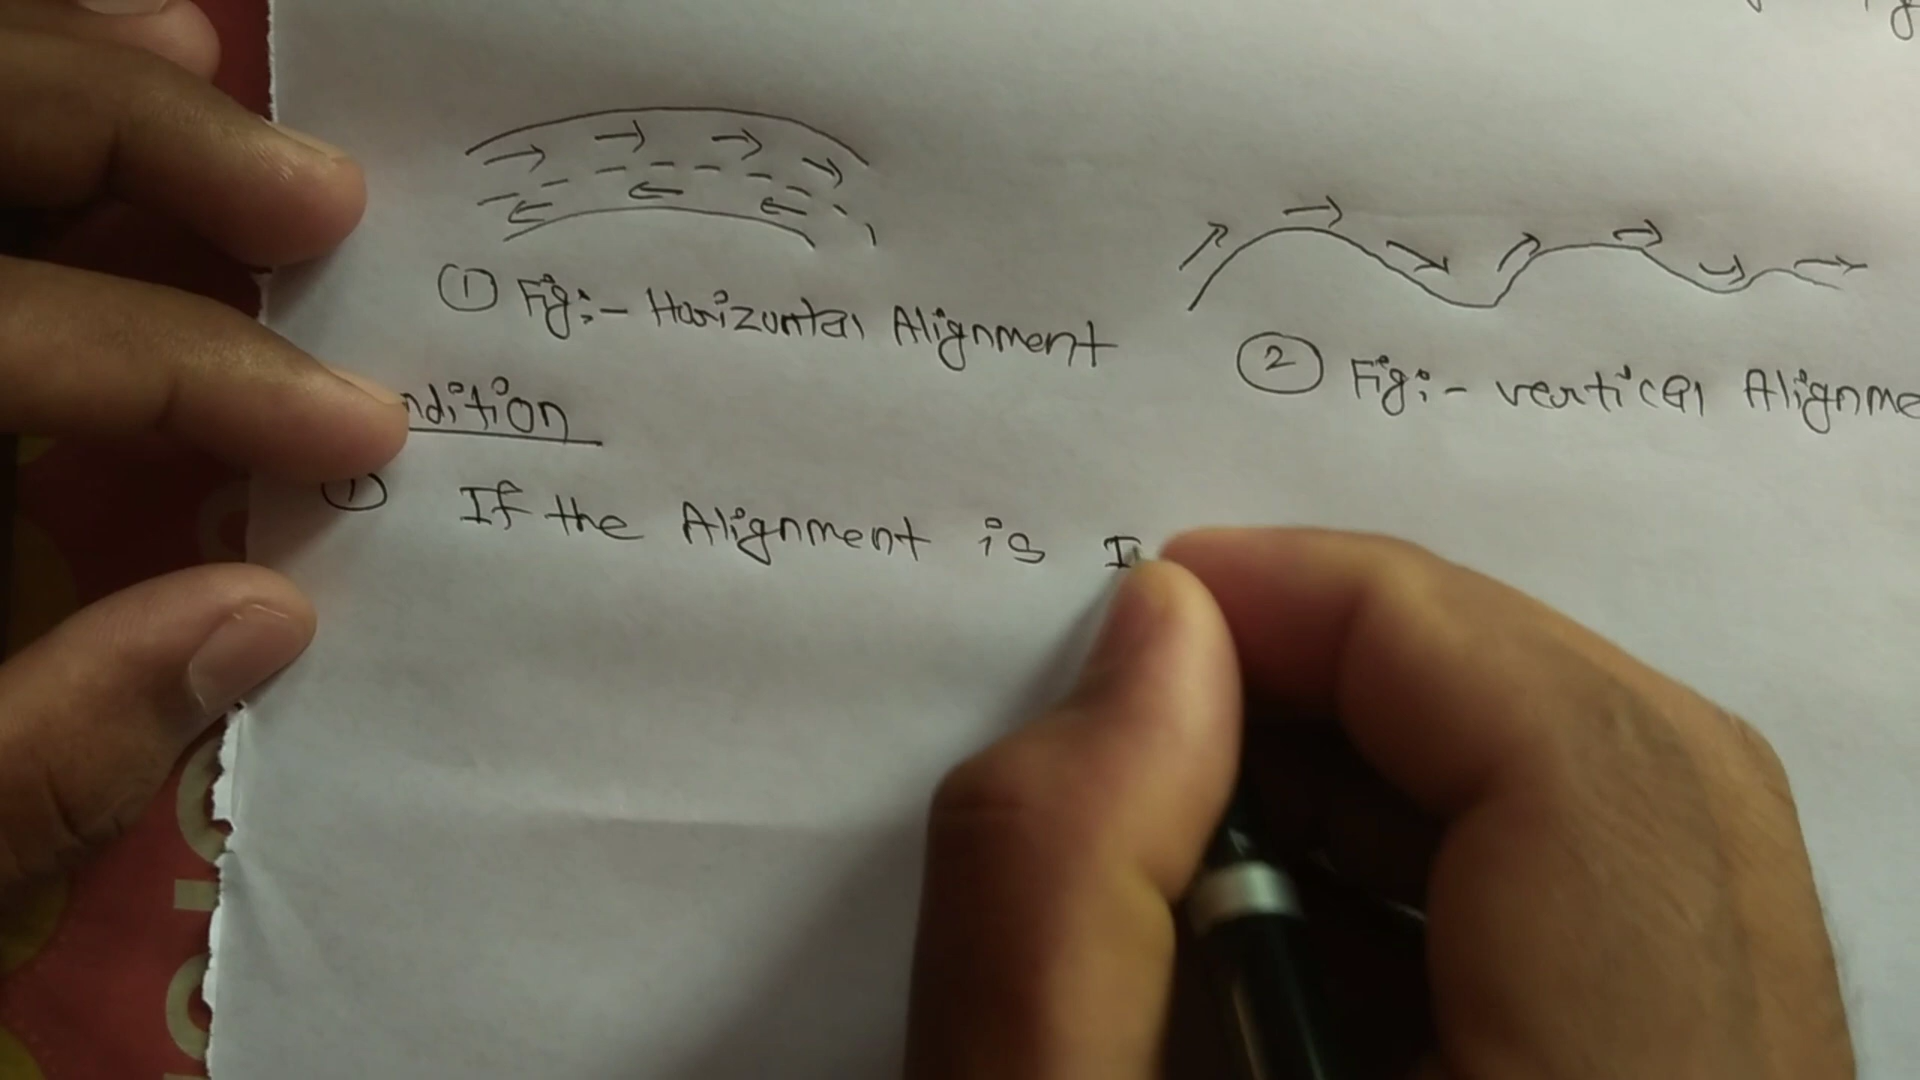 ① Fig:- Horizontal Alignment
② Fig:- vertical Alignme
ndition
① If the Alignment is I